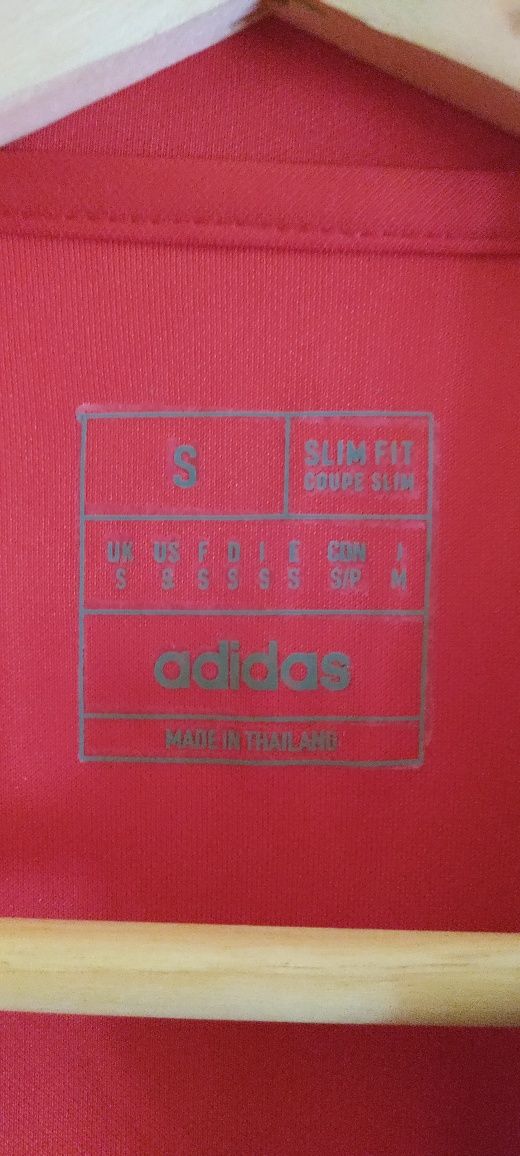 S
SLIM FIT
COUPE SLIM
UK US F D I E CDN J
S S S S S S S/P M
adidas
MADE IN THAILAND